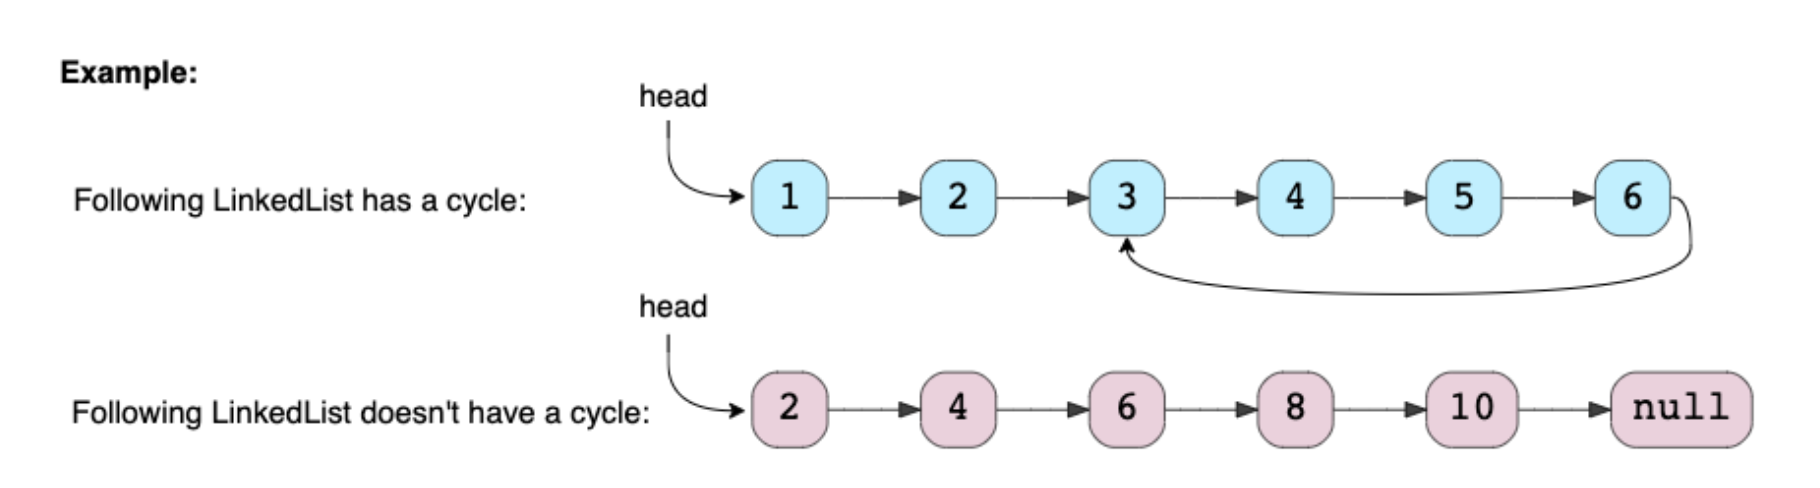 Example:
head
Following LinkedList has a cycle:
1 2 3 4 5 6
head
Following LinkedList doesn't have a cycle:
2 4 6 8 10 null